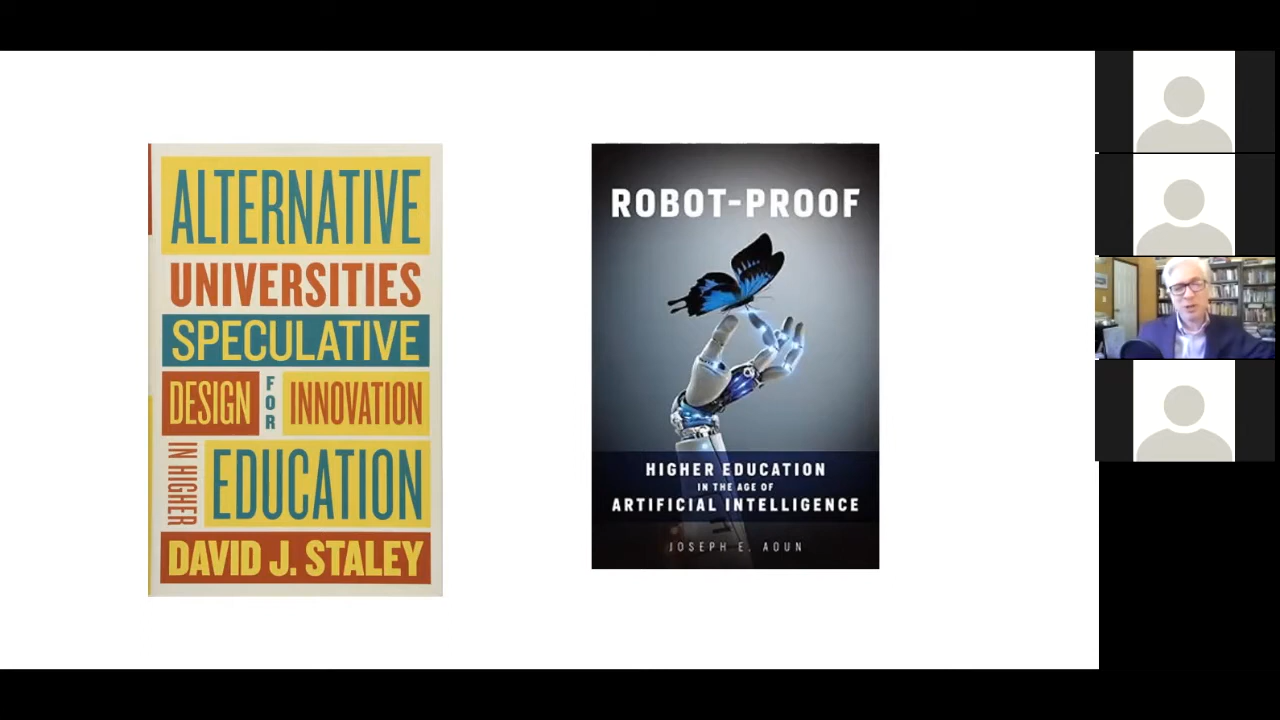 ALTERNATIVE
UNIVERSITIES
SPECULATIVE
DESIGN FOR INNOVATION
IN HIGHER EDUCATION
DAVID J. STALEY
ROBOT-PROOF
HIGHER EDUCATION
IN THE AGE OF
ARTIFICIAL INTELLIGENCE
JOSEPH E. AOUN